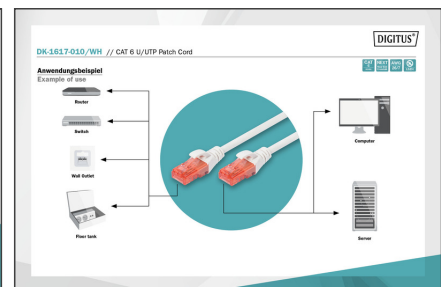 DIGITUS®
DK-1617-010/WH // CAT 6 U/UTP Patch Cord
Anwendungsbeispiel
Example of use
Router
Switch
Wall Outlet
Floor tank
Computer
Server